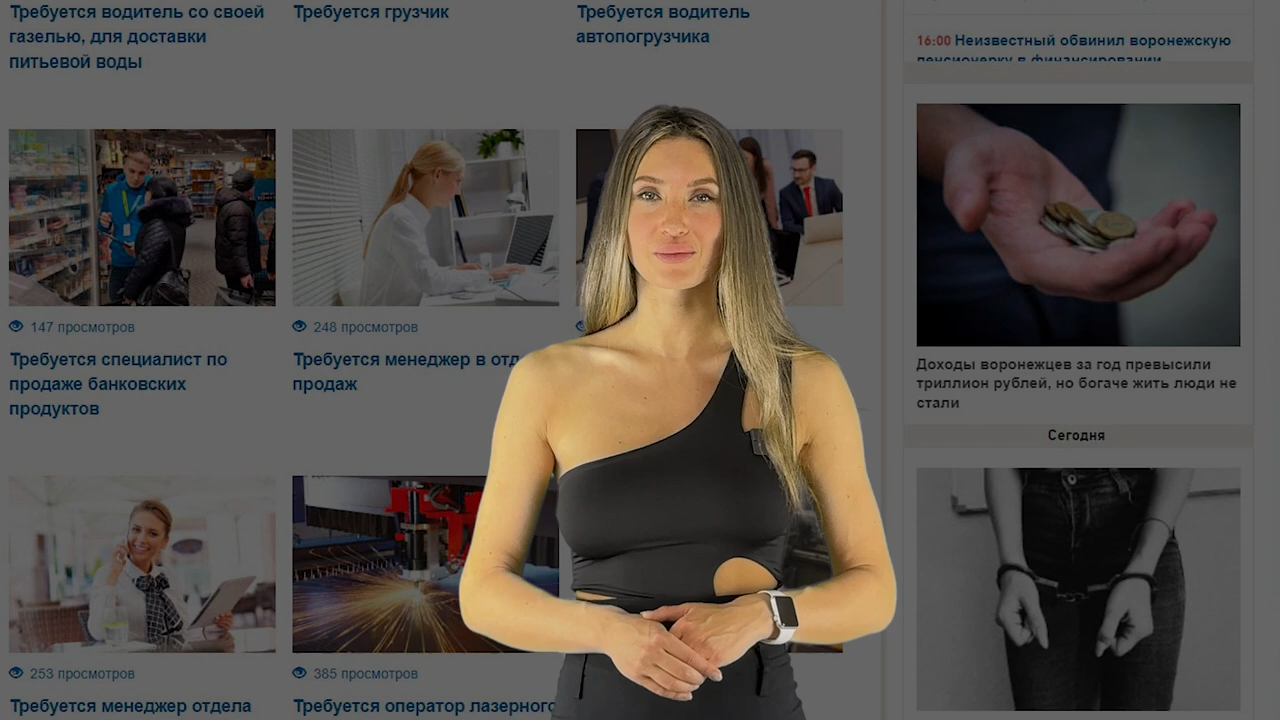 Требуется водитель со своей
газелью, для доставки
питьевой воды
Требуется грузчик
Требуется водитель
автопогрузчика
147 просмотров
Требуется специалист по
продаже банковских
продуктов
248 просмотров
Требуется менеджер в
продаж
253 просмотров
Требуется менеджер отдела
385 просмотров
Требуется оператор лазерного
16:00 Неизвестный обвинил воронежскую
пенсионерку в финансировании
Доходы воронежцев за год превысили
триллион рублей, но богаче жить люди не
стали
Сегодня